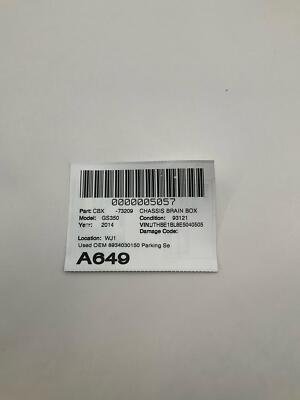 0000005057
Part: CBX -73209 CHASSIS BRAIN BOX
Model: GS350 Condition: 93121
Year: 2014 VIN:JTHBE1BL8E5040505
Damage Code:
Location: WJ1
Used OEM 8934030150 Parking Se
A649